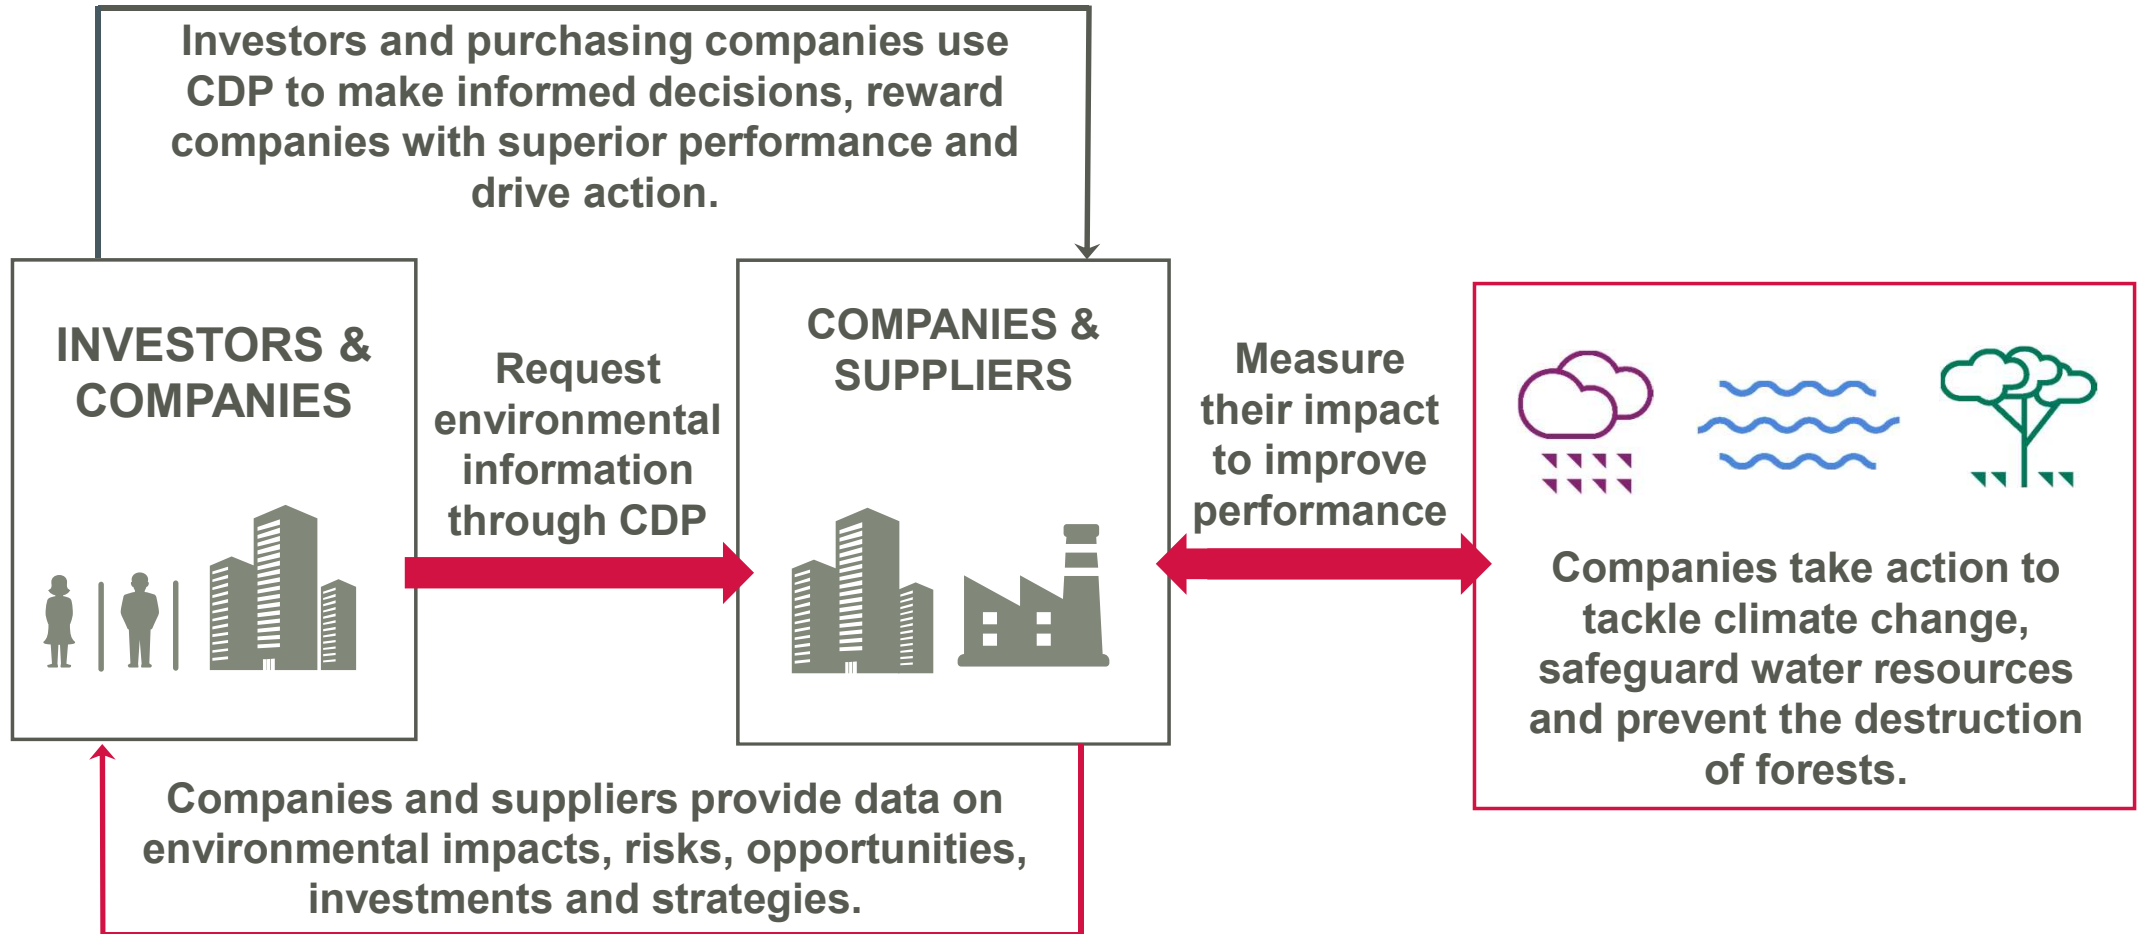 Investors and purchasing companies use
CDP to make informed decisions, reward
companies with superior performance and
drive action.
INVESTORS &
COMPANIES
Request
environmental
information
through CDP
COMPANIES &
SUPPLIERS
Measure
their impact
to improve
performance
Companies take action to
tackle climate change,
safeguard water resources
and prevent the destruction
of forests.
Companies and suppliers provide data on
environmental impacts, risks, opportunities,
investments and strategies.